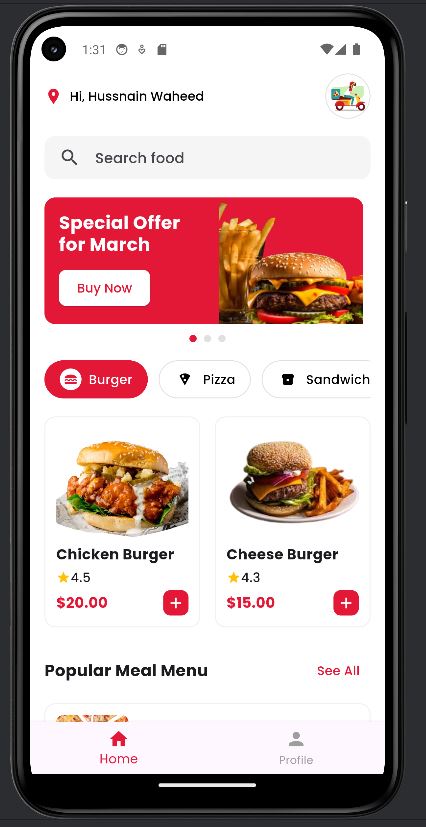 1:31
Hi, Hussnain Waheed
Search food
Special Offer
for March
Buy Now
Burger
Pizza
Sandwich
Chicken Burger
Cheese Burger
4.5
4.3
$20.00
$15.00
Popular Meal Menu
See All
Home
Profile